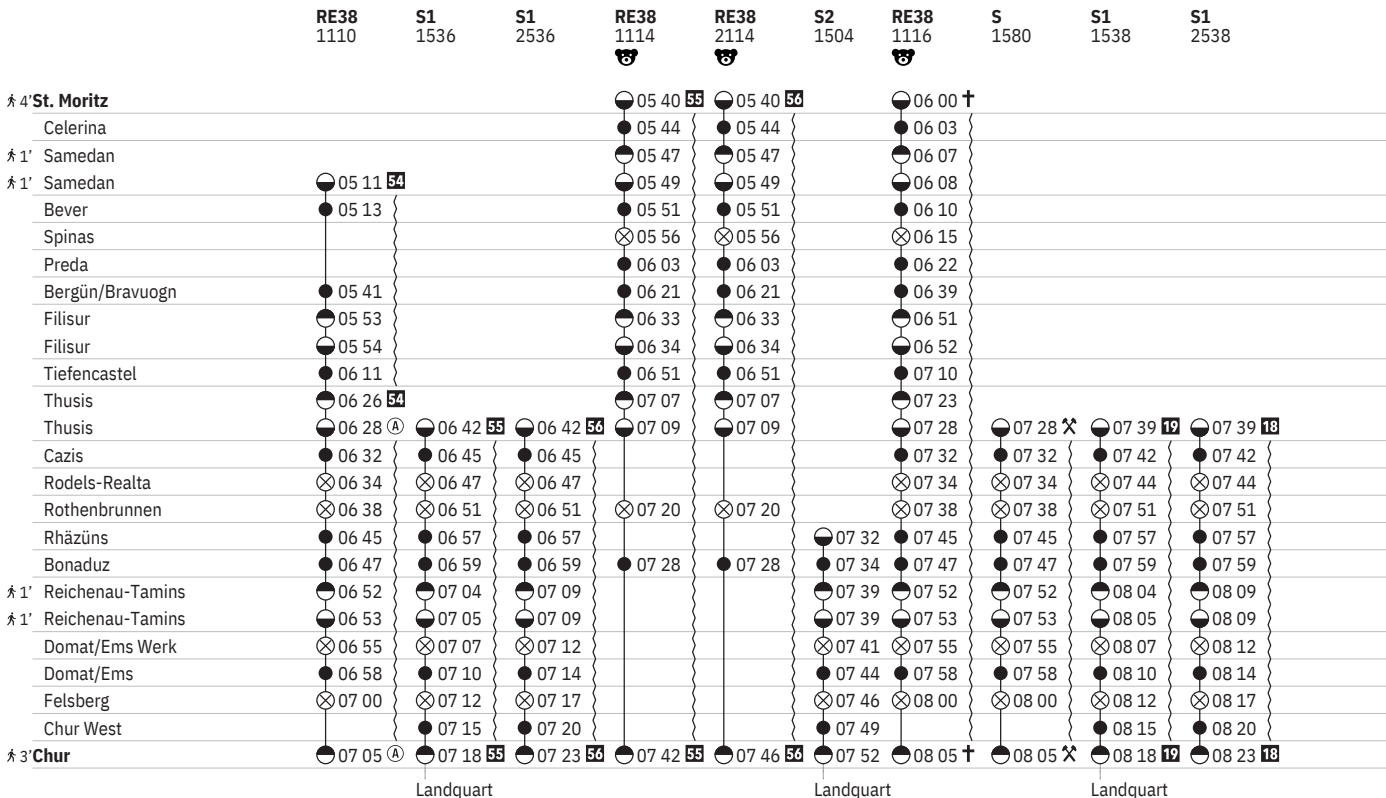 RE38 S1 S1 RE38 RE38 S2 RE38 S S1 S1
1110 1536 2536 1114 2114 1504 1116 1580 1538 2538
4' St. Moritz 05 40 55 05 40 56 06 00 †
Celerina 05 44 05 44 06 03
1' Samedan 05 47 05 47 06 07
1' Samedan 05 11 54 05 49 05 49 06 08
Bever 05 13 05 51 05 51 06 10
Spinas 05 56 05 56 06 15
Preda 06 03 06 03 06 22
Bergün/Bravuogn 05 41 06 21 06 21 06 39
Filisur 05 53 06 33 06 33 06 51
Filisur 05 54 06 34 06 34 06 52
Tiefencastel 06 11 06 51 06 51 07 10
Thusis 06 26 54 07 07 07 07 07 23
Thusis 06 28 Ⓐ 06 42 55 06 42 56 07 09 07 09 07 28 07 28 07 39 19 07 39 18
Cazis 06 32 06 45 06 45 07 32 07 32 07 42 07 42
Rodels-Realta 06 34 06 47 06 47 07 34 07 34 07 44 07 44
Rothenbrunnen 06 38 06 51 06 51 07 20 07 20 07 38 07 38 07 51 07 51
Rhäzüns 06 45 06 57 06 57 07 32 07 45 07 45 07 57 07 57
Bonaduz 06 47 06 59 06 59 07 28 07 28 07 34 07 47 07 47 07 59 07 59
1' Reichenau-Tamins 06 52 07 04 07 09 07 39 07 52 07 52 08 04 08 09
1' Reichenau-Tamins 06 53 07 05 07 09 07 39 07 53 07 53 08 05 08 09
Domat/Ems Werk 06 55 07 07 07 12 07 41 07 55 07 55 08 07 08 12
Domat/Ems 06 58 07 10 07 14 07 44 07 58 07 58 08 10 08 14
Felsberg 07 00 07 12 07 17 07 46 08 00 08 00 08 12 08 17
Chur West 07 15 07 20 07 49 08 15 08 20
3' Chur 07 05 Ⓐ 07 18 55 07 23 56 07 42 55 07 46 56 07 52 08 05 † 08 05 08 18 19 08 23 18
Landquart Landquart Landquart